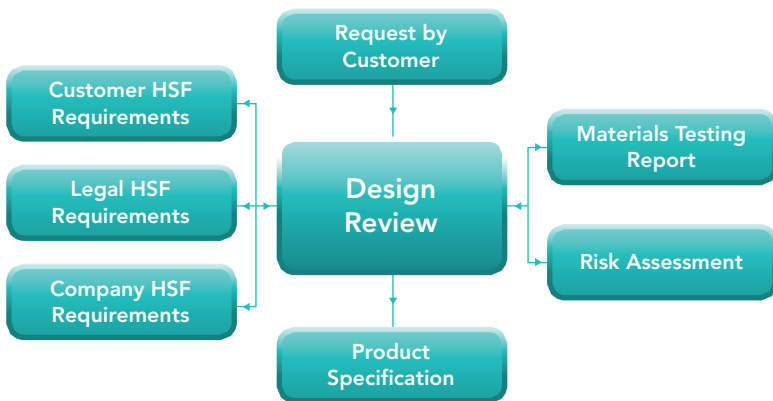 Request by
Customer
Customer HSF
Requirements
Legal HSF
Requirements
Company HSF
Requirements
Design
Review
Materials Testing
Report
Risk Assessment
Product
Specification